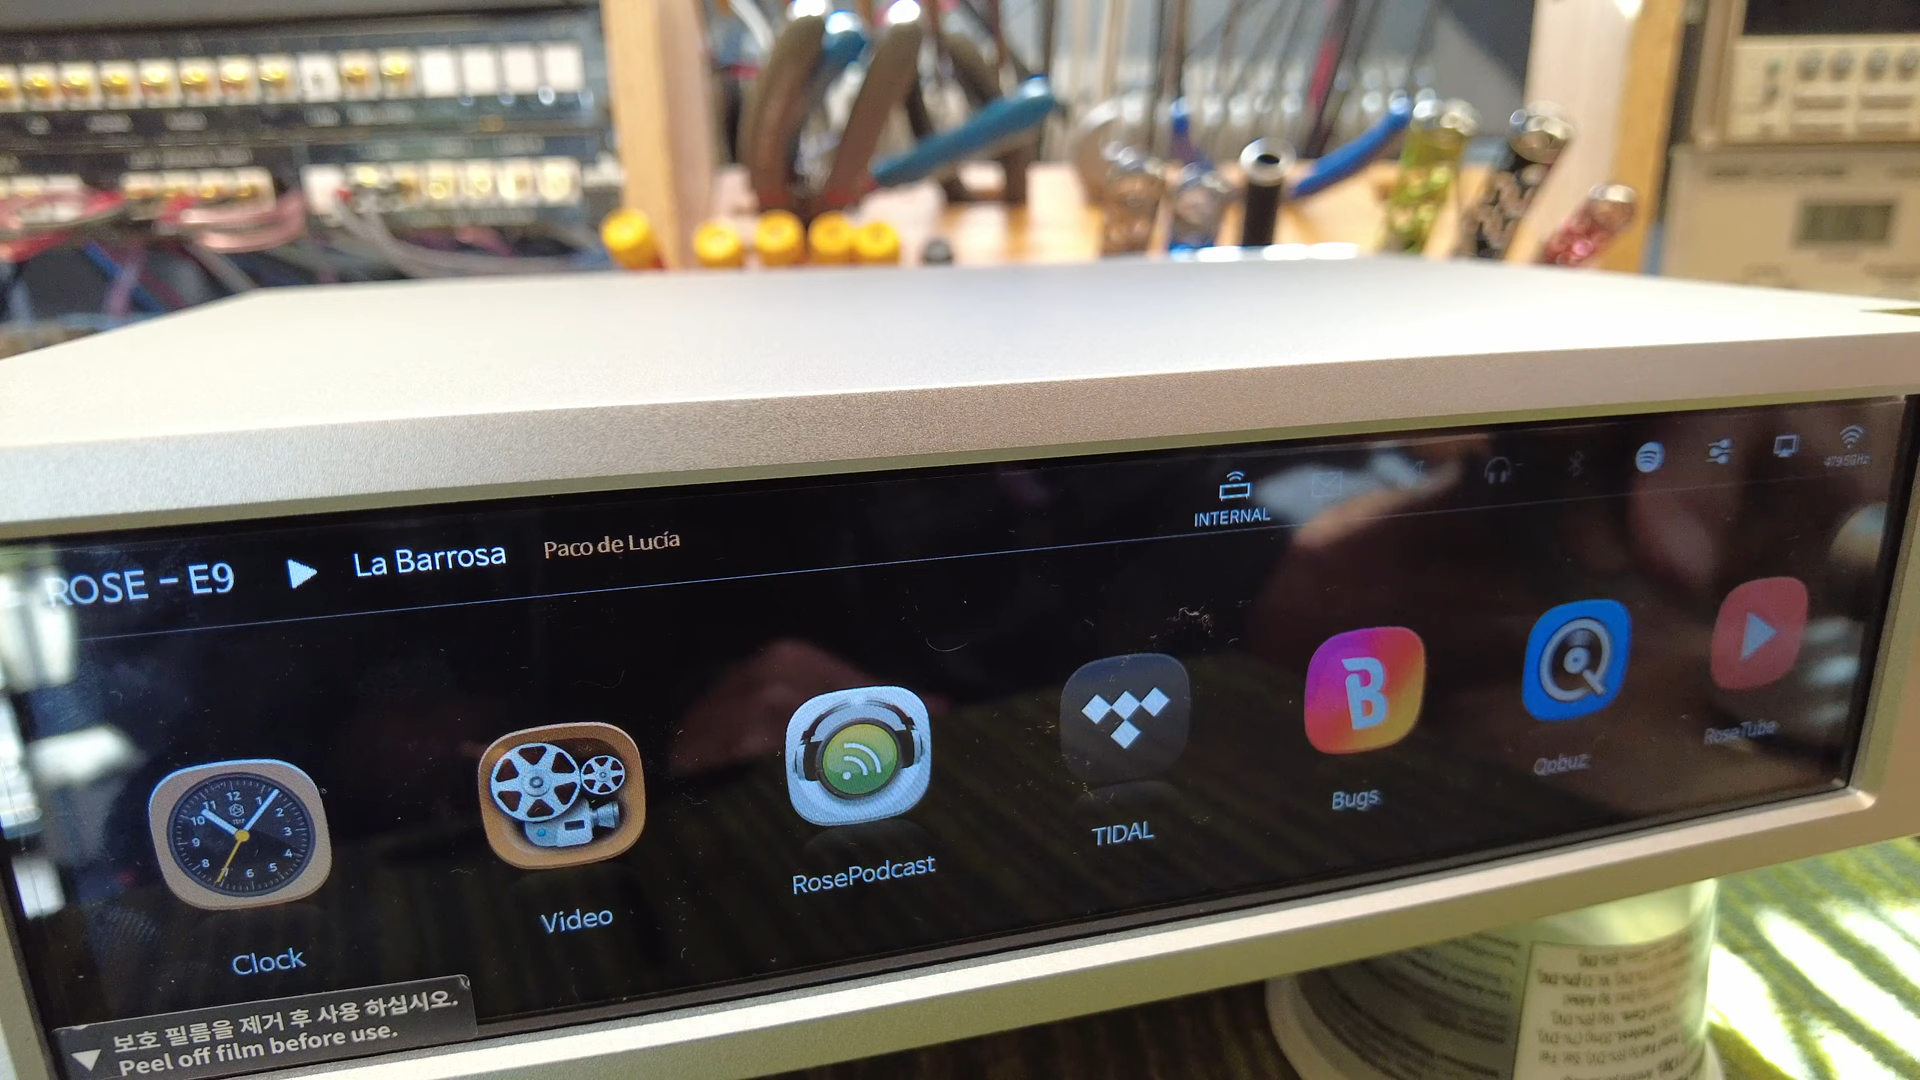 ROSE - E9
La Barrosa
Paco de Lucía
INTERNAL
Clock
Video
RosePodcast
TIDAL
Bugs
Qobuz
RoseTube
보호 필름을 제거 후 사용 하십시오.
Peel off film before use.